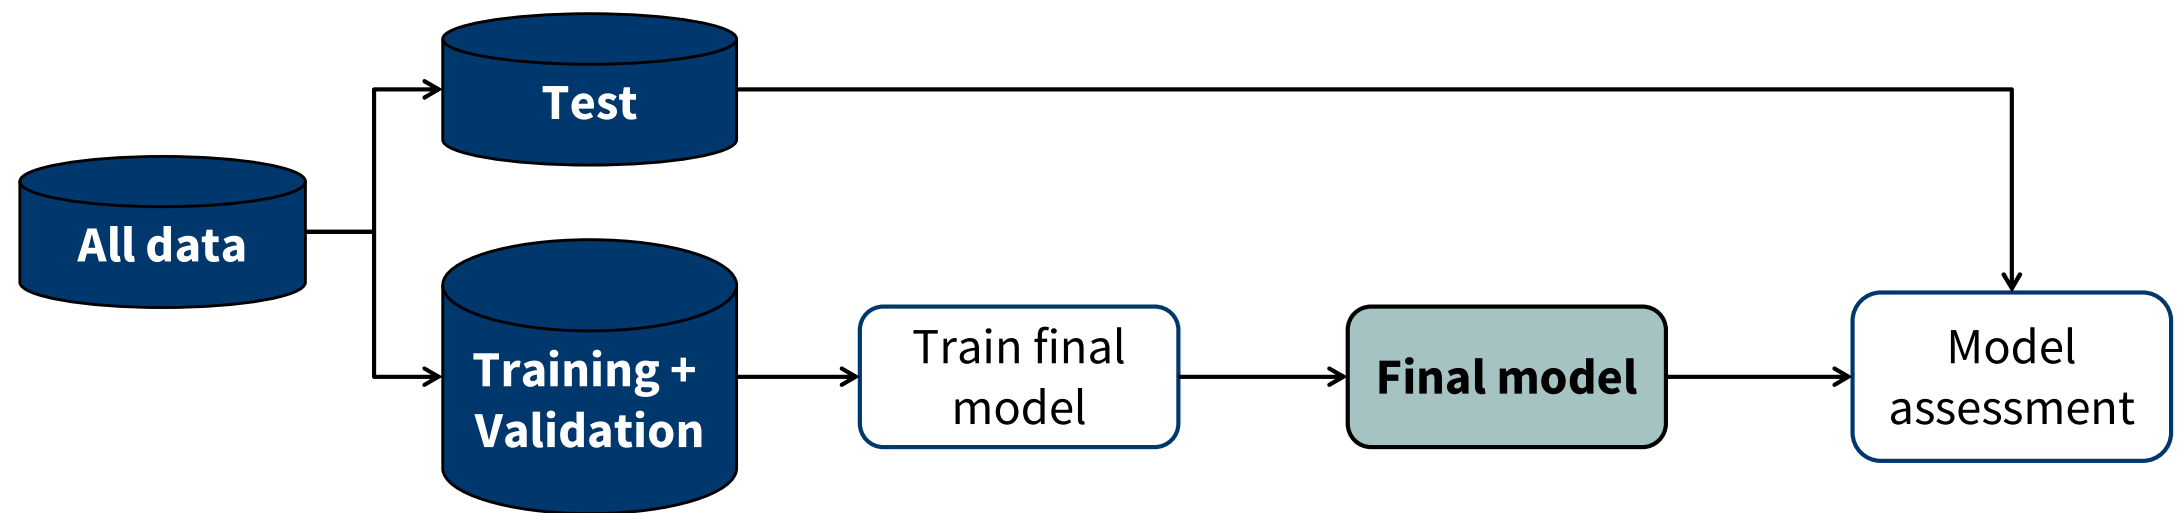 Test
All data
Training +
Validation
Train final
model
Final model
Model
assessment